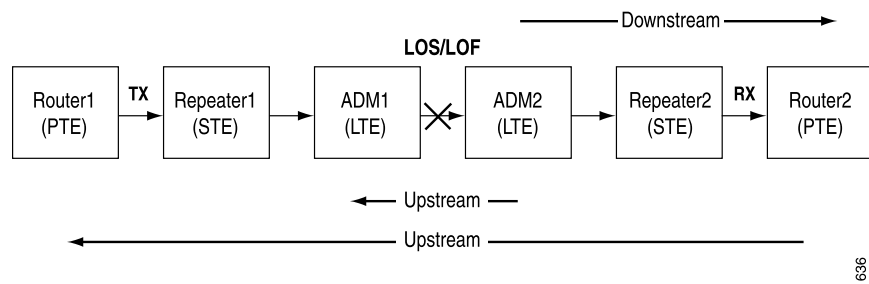 Downstream
LOS/LOF
Router1
(PTE)
TX
Repeater1
(STE)
ADM1
(LTE)
ADM2
(LTE)
Repeater2
(STE)
RX
Router2
(PTE)
Upstream
Upstream
636